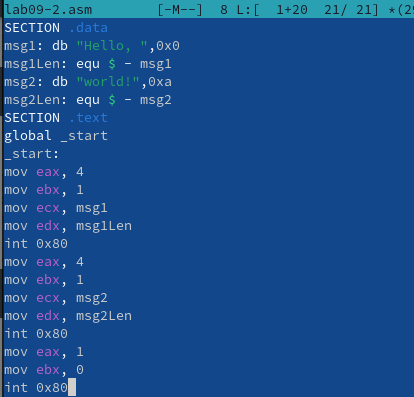 lab09-2.asm [-M--] 8 L:[ 1+20 21/ 21] *(29
SECTION .data
msg1: db "Hello, ",0x0
msg1Len: equ $ - msg1
msg2: db "world!",0xa
msg2Len: equ $ - msg2
SECTION .text
global _start
_start:
mov eax, 4
mov ebx, 1
mov ecx, msg1
mov edx, msg1Len
int 0x80
mov eax, 4
mov ebx, 1
mov ecx, msg2
mov edx, msg2Len
int 0x80
mov eax, 1
mov ebx, 0
int 0x80